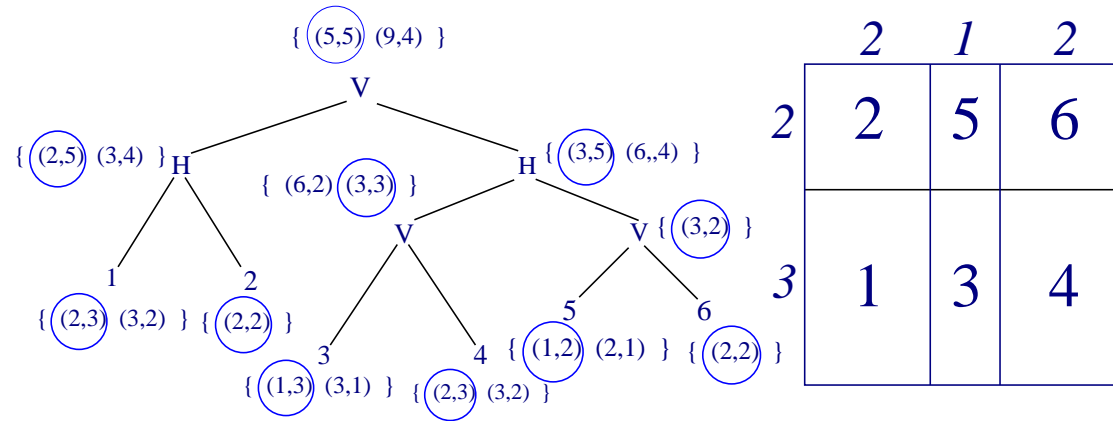 { (5,5) (9,4) }
V
{ (2,5) (3,4) }
H
{ (6,2) (3,3) }
H
{ (3,5) (6,,4) }
V
V
{ (3,2) }
1
{ (2,3) (3,2) }
2
{ (2,2) }
3
{ (1,3) (3,1) }
4
{ (2,3) (3,2) }
5
{ (1,2) (2,1) }
6
{ (2,2) }
2 1 2
2 2 5 6
3 1 3 4